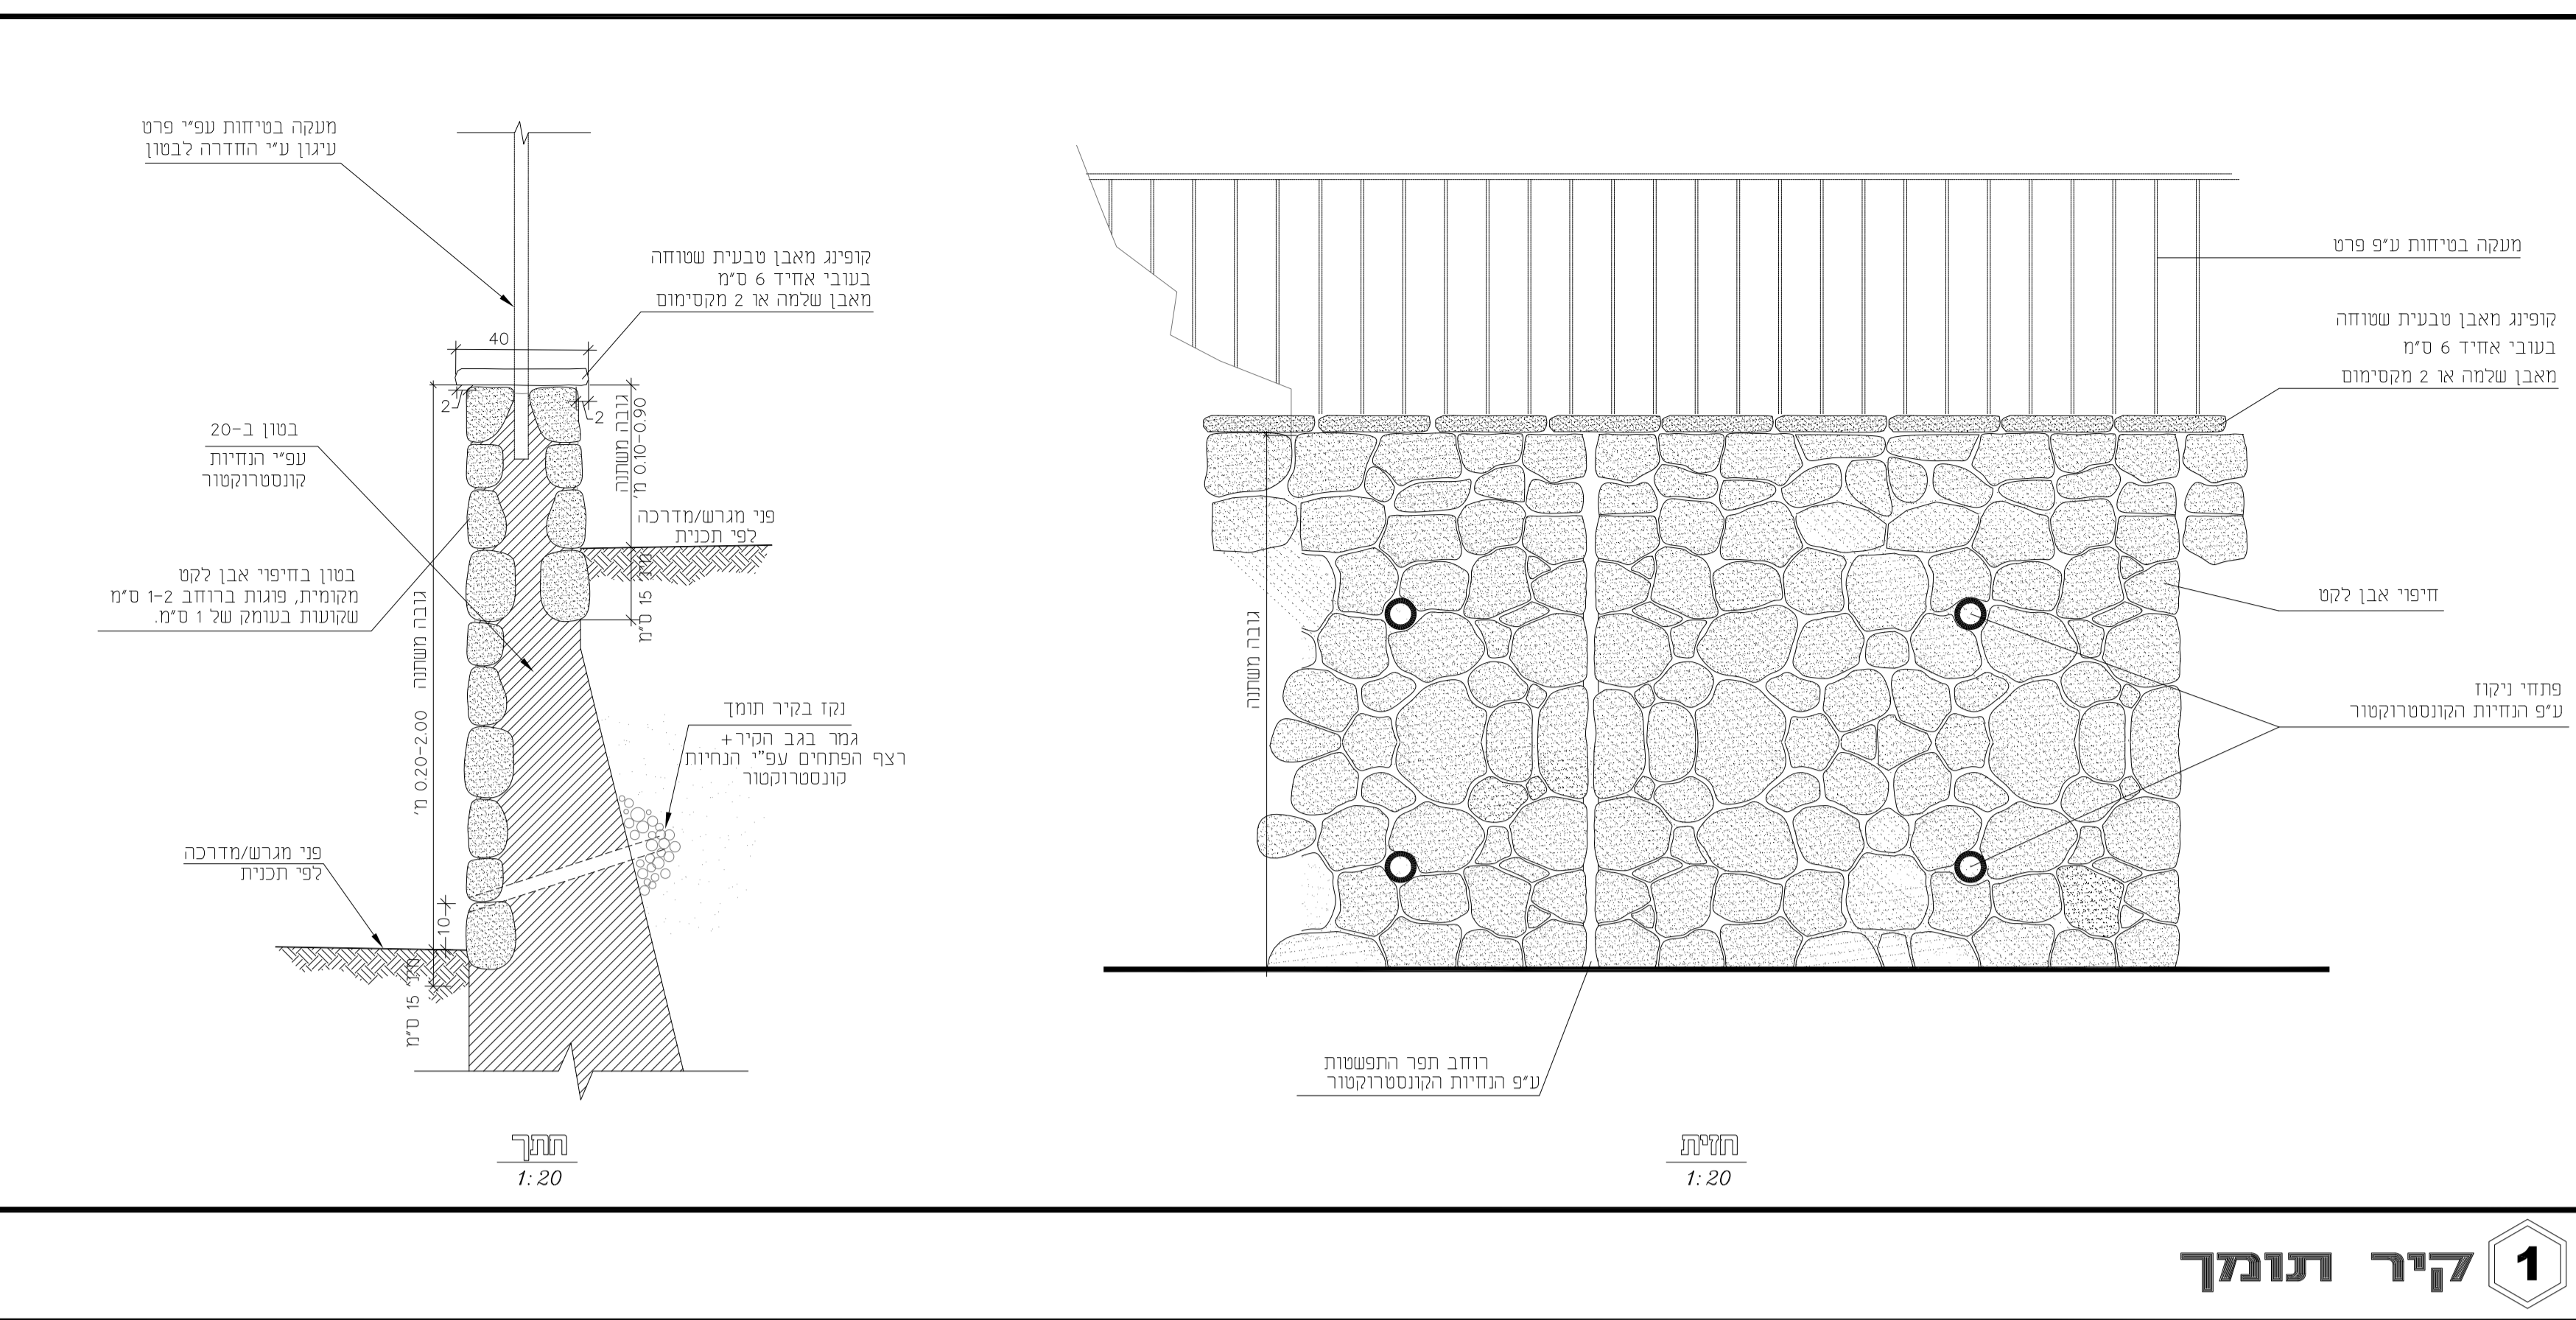 מעקה בטיחות עפ"י פרט
עיגון ע"י החדרה לבטון
קופינג מאבן טבעית שטוחה
בעובי אחיד 6 ס"מ
מאבן שלמה או 2 מקסימום
40
2
2
גובה משתנה
0.10-0.90 מ'
בטון ב-20
עפ"י הנחיות
קונסטרוקטור
פני מגרש/מדרכה
לפי תכנית
מינ' 15 ס"מ
בטון בחיפוי אבן לקט
מקומית, פוגות ברוחב 1-2 ס"מ
שקועות בעומק של 1 ס"מ.
גובה משתנה 0.20-2.00 מ'
נקז בקיר תומך
גמר בגב הקיר+
רצף הפתחים עפ"י הנחיות
קונסטרוקטור
פני מגרש/מדרכה
לפי תכנית
10
מינ' 15 ס"מ
חתך
1:20
מעקה בטיחות ע"פ פרט
קופינג מאבן טבעית שטוחה
בעובי אחיד 6 ס"מ
מאבן שלמה או 2 מקסימום
חיפוי אבן לקט
גובה משתנה
פתחי ניקוז
ע"פ הנחיות הקונסטרוקטור
רוחב תפר התפשטות
ע"פ הנחיות הקונסטרוקטור
חזית
1:20
1 קיר תומך